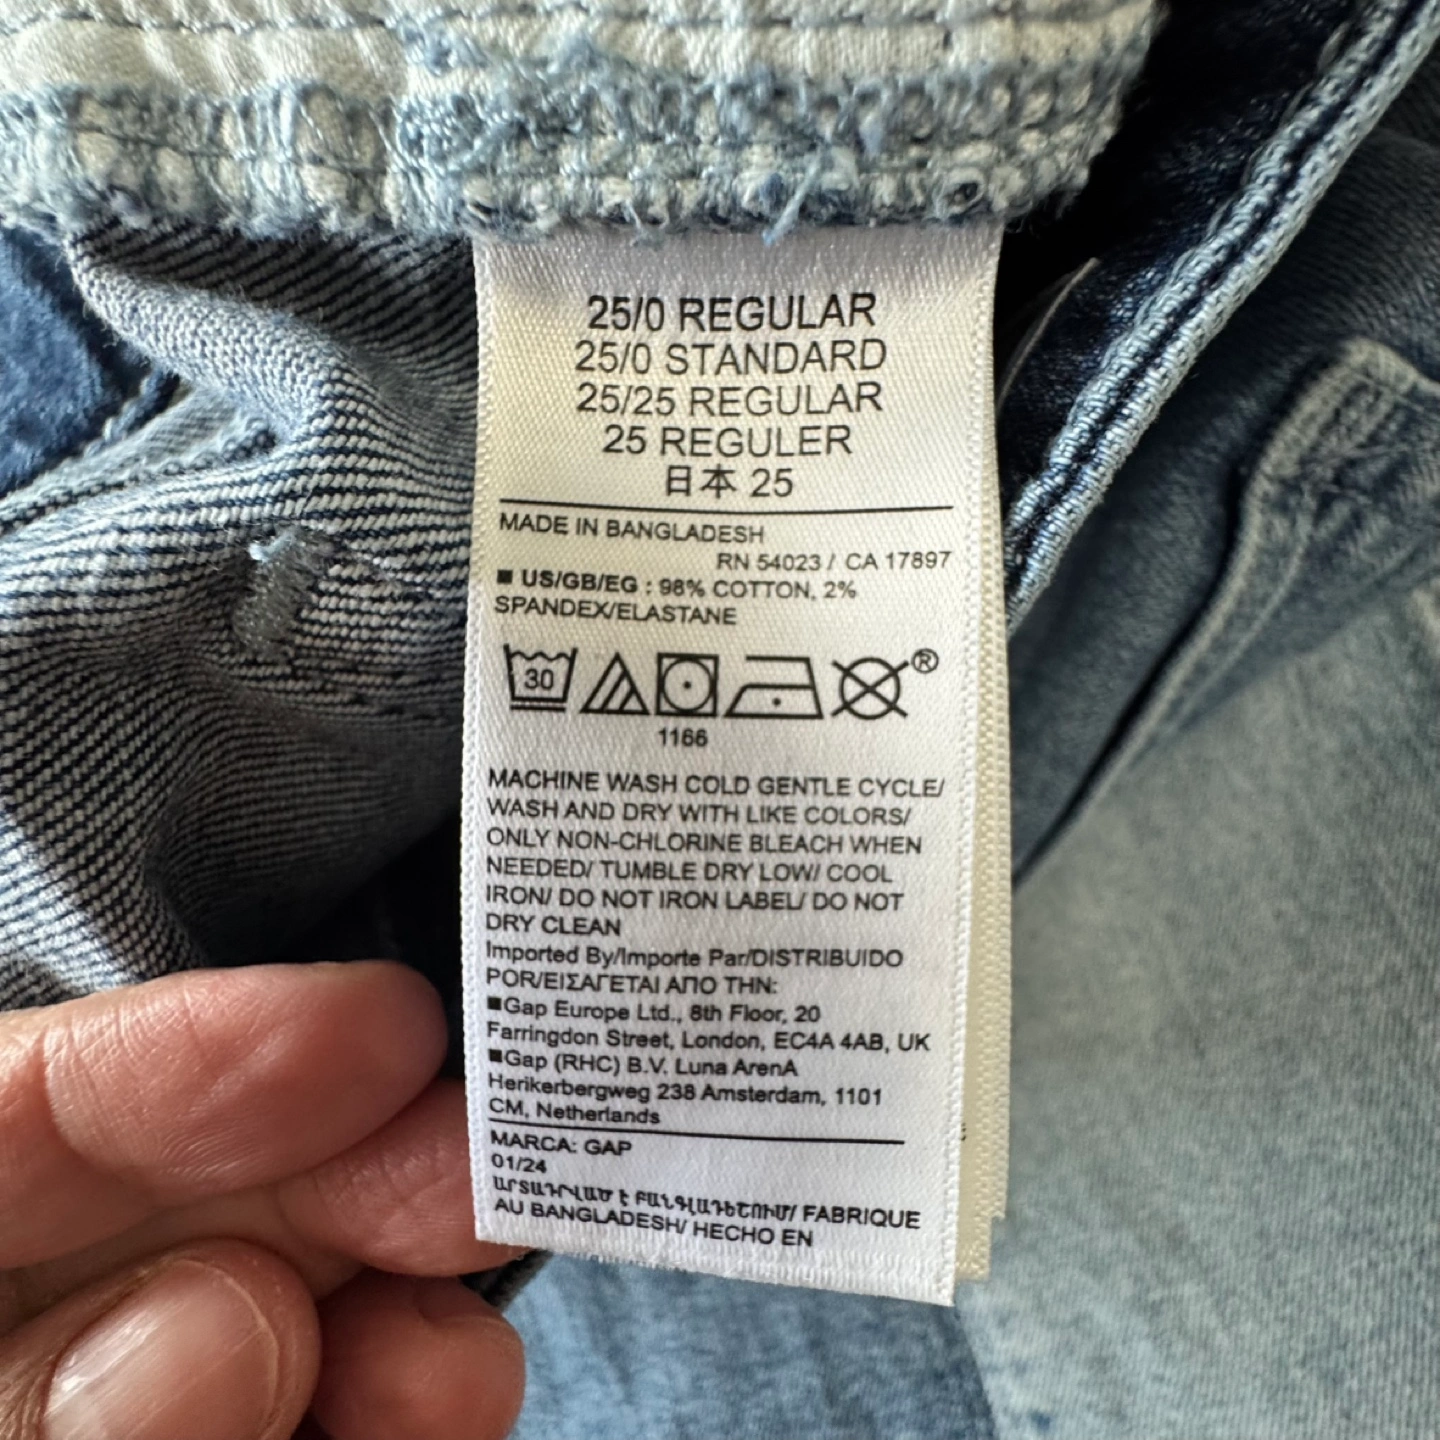 25/0 REGULAR
25/0 STANDARD
25/25 REGULAR
25 REGULER
日本 25
MADE IN BANGLADESH
RN 54023 / CA 17897
■ US/GB/EG : 98% COTTON, 2%
SPANDEX/ELASTANE
30
®
1166
MACHINE WASH COLD GENTLE CYCLE/
WASH AND DRY WITH LIKE COLORS/
ONLY NON-CHLORINE BLEACH WHEN
NEEDED/ TUMBLE DRY LOW/ COOL
IRON/ DO NOT IRON LABEL/ DO NOT
DRY CLEAN
Imported By/Importe Par/DISTRIBUIDO
POR/ΕΙΣΑΓΕΤΑΙ ΑΠΟ ΤΗΝ:
■Gap Europe Ltd., 8th Floor, 20
Farringdon Street, London, EC4A 4AB, UK
■Gap (RHC) B.V. Luna ArenA
Herikerbergweg 238 Amsterdam, 1101
CM, Netherlands
MARCA: GAP
01/24
ԱՐՏԱԴՐՎԱԾ Է ԲԱՆԳԼԱԴԵՇՈՒՄ/ FABRIQUE
AU BANGLADESH/ HECHO EN